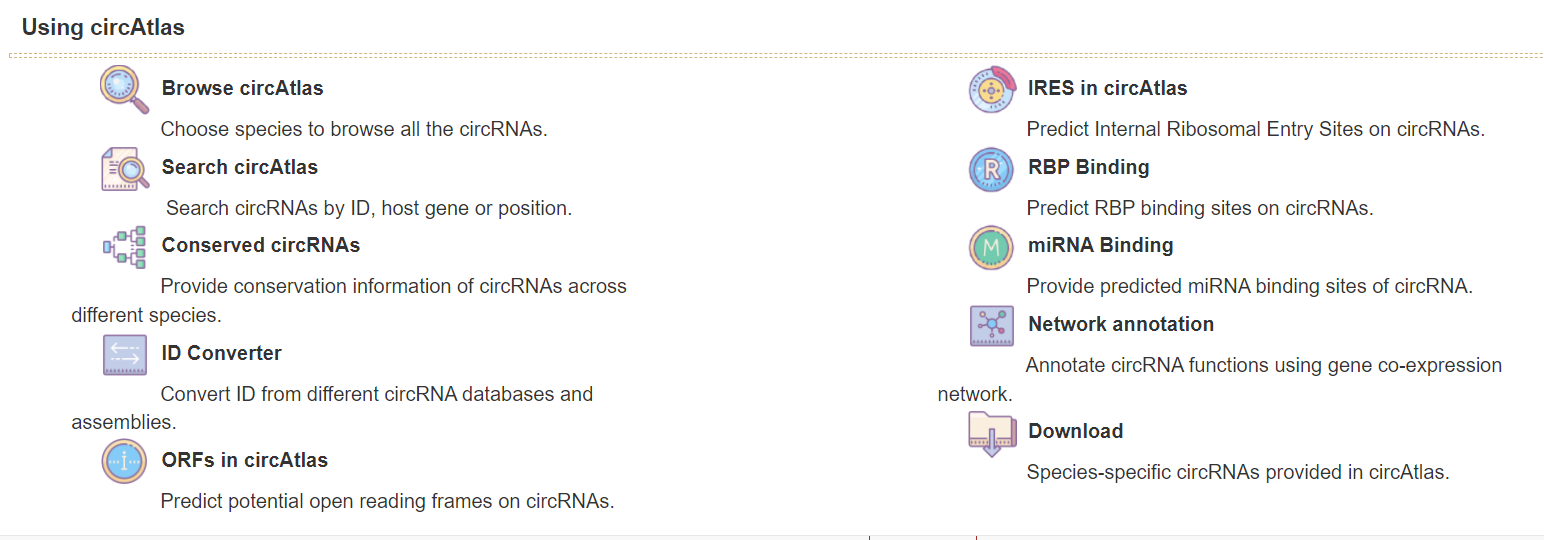 Using circAtlas
Browse circAtlas
Choose species to browse all the circRNAs.
Search circAtlas
Search circRNAs by ID, host gene or position.
Conserved circRNAs
Provide conservation information of circRNAs across
different species.
ID Converter
Convert ID from different circRNA databases and
assemblies.
ORFs in circAtlas
Predict potential open reading frames on circRNAs.
IRES in circAtlas
Predict Internal Ribosomal Entry Sites on circRNAs.
R
RBP Binding
Predict RBP binding sites on circRNAs.
M
miRNA Binding
Provide predicted miRNA binding sites of circRNA.
Network annotation
Annotate circRNA functions using gene co-expression
network.
Download
Species-specific circRNAs provided in circAtlas.